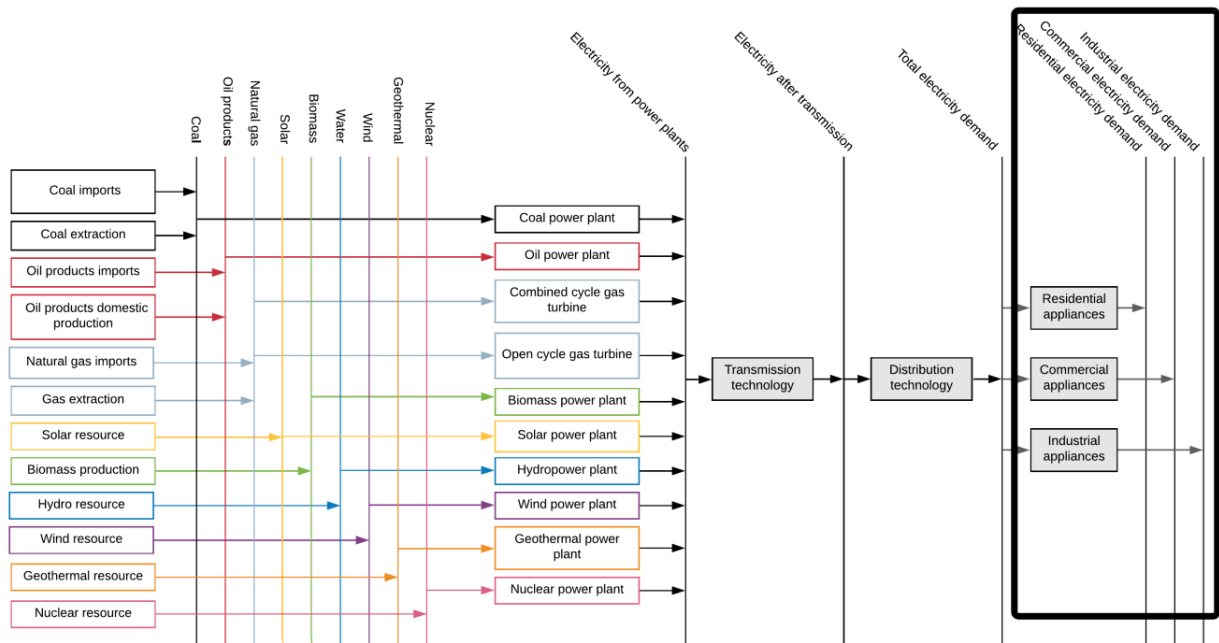 Coal
Oil products
Natural gas
Solar
Biomass
Water
Wind
Geothermal
Nuclear
Electricity from power plants
Electricity after transmission
Total electricity demand
Residential electricity demand
Commercial electricity demand
Industrial electricity demand
Coal imports
Coal extraction
Oil products imports
Oil products domestic
production
Natural gas imports
Gas extraction
Solar resource
Biomass production
Hydro resource
Wind resource
Geothermal resource
Nuclear resource
Coal power plant
Oil power plant
Combined cycle gas
turbine
Open cycle gas turbine
Biomass power plant
Solar power plant
Hydropower plant
Wind power plant
Geothermal power
plant
Nuclear power plant
Transmission
technology
Distribution
technology
Residential
appliances
Commercial
appliances
Industrial
appliances